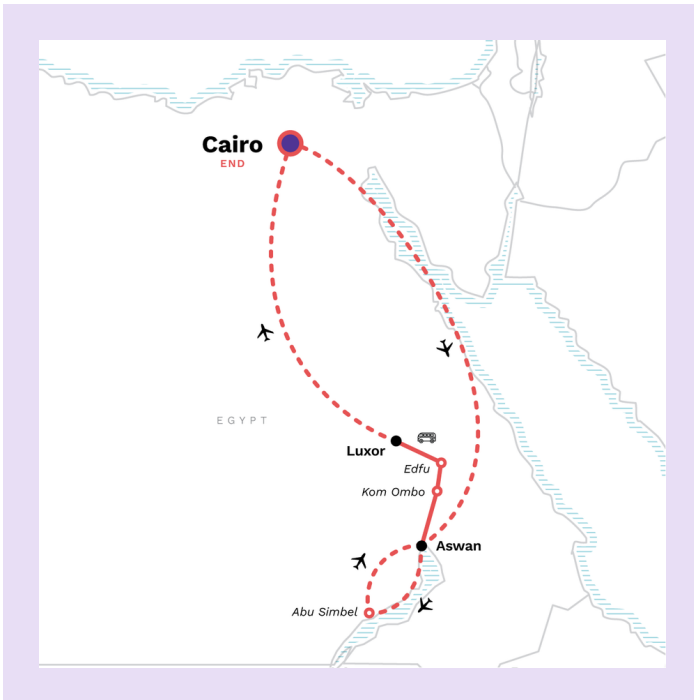 Cairo
END
EGYPT
Luxor
Edfu
Kom Ombo
Aswan
Abu Simbel